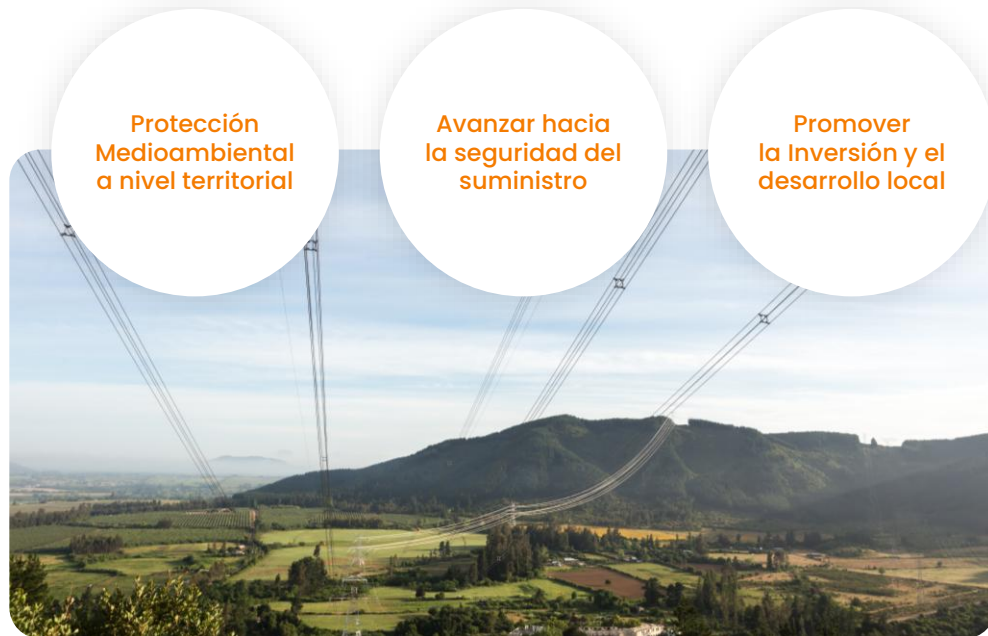 Protección
Medioambiental
a nivel territorial
Avanzar hacia
la seguridad del
suministro
Promover
la Inversión y el
desarrollo local